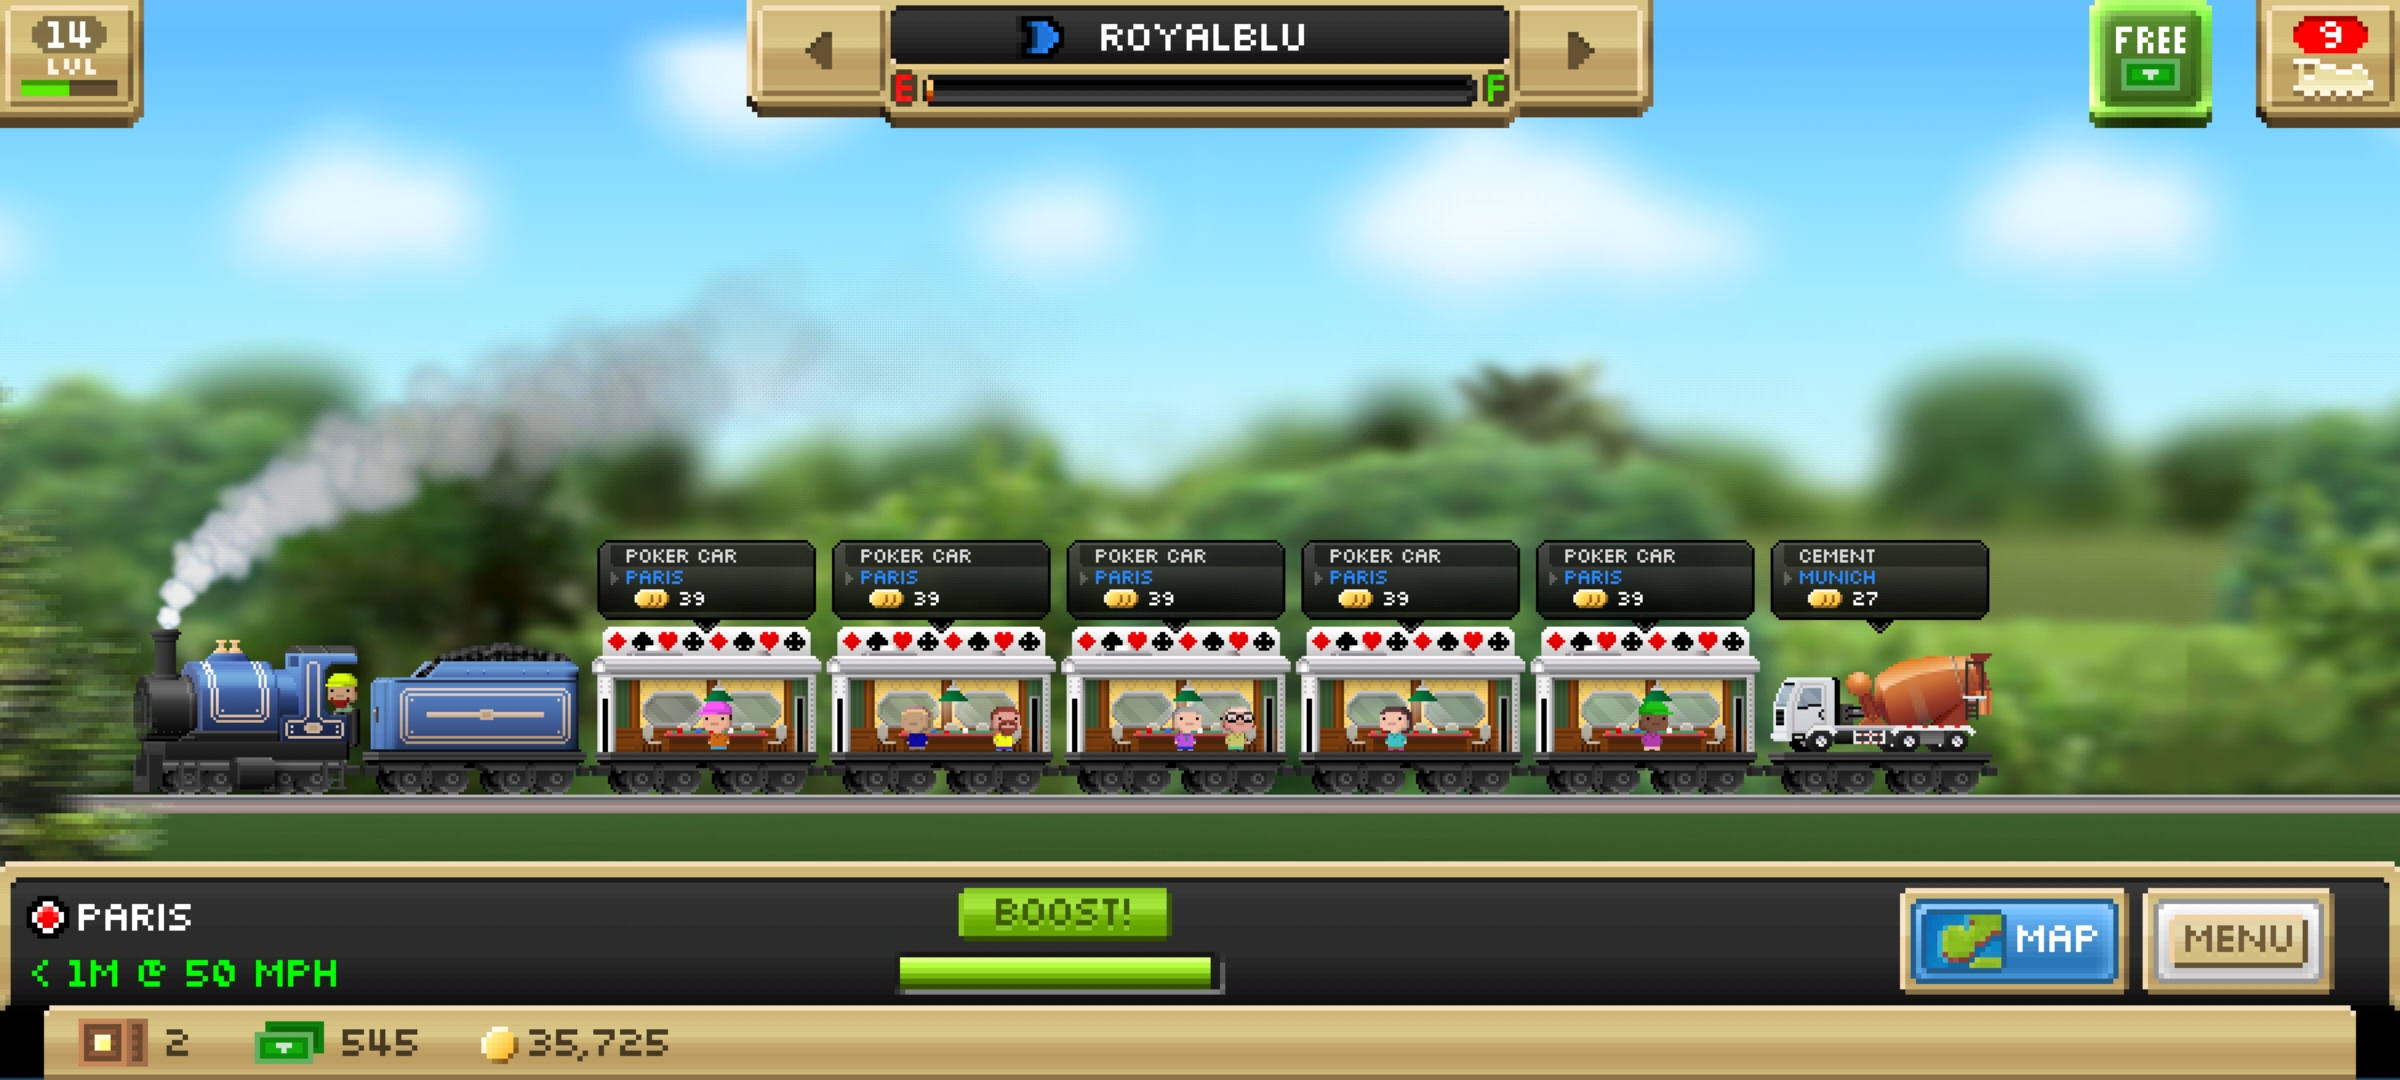 14
LVL
ROYALBLU
E F
FREE
9
POKER CAR
PARIS
39
POKER CAR
PARIS
39
POKER CAR
PARIS
39
POKER CAR
PARIS
39
POKER CAR
PARIS
39
CEMENT
MUNICH
27
PARIS
< 1M @ 50 MPH
BOOST!
MAP
MENU
2 545 35,725